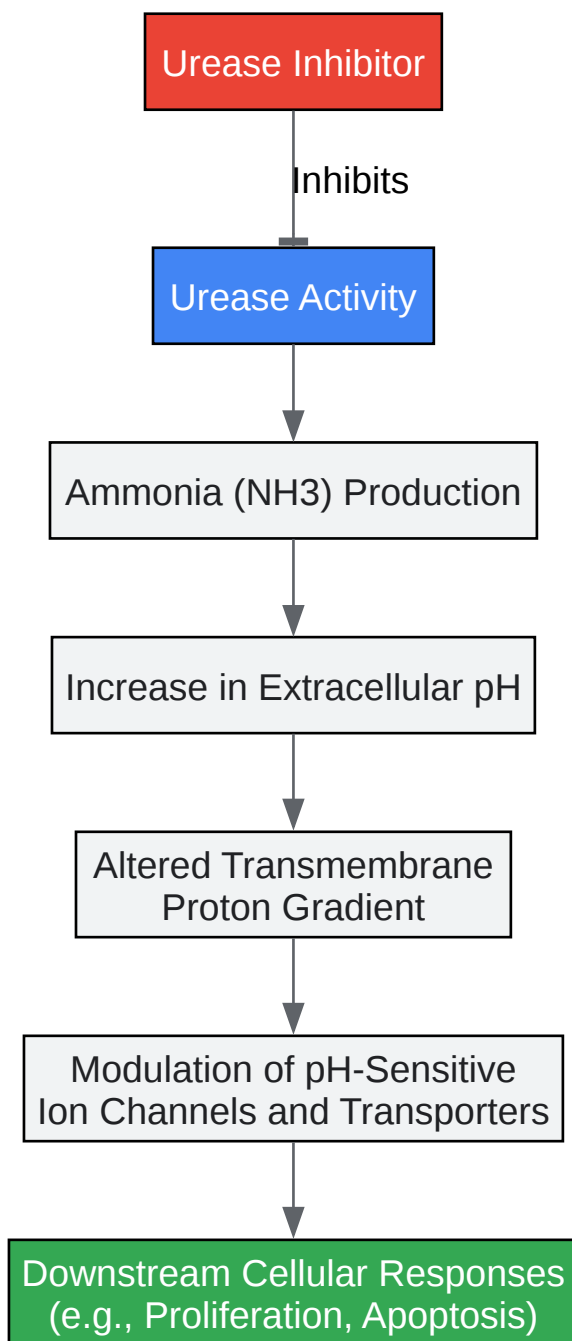 Urease Inhibitor
Inhibits
Urease Activity
Ammonia (NH3) Production
Increase in Extracellular pH
Altered Transmembrane
Proton Gradient
Modulation of pH-Sensitive
Ion Channels and Transporters
Downstream Cellular Responses
(e.g., Proliferation, Apoptosis)